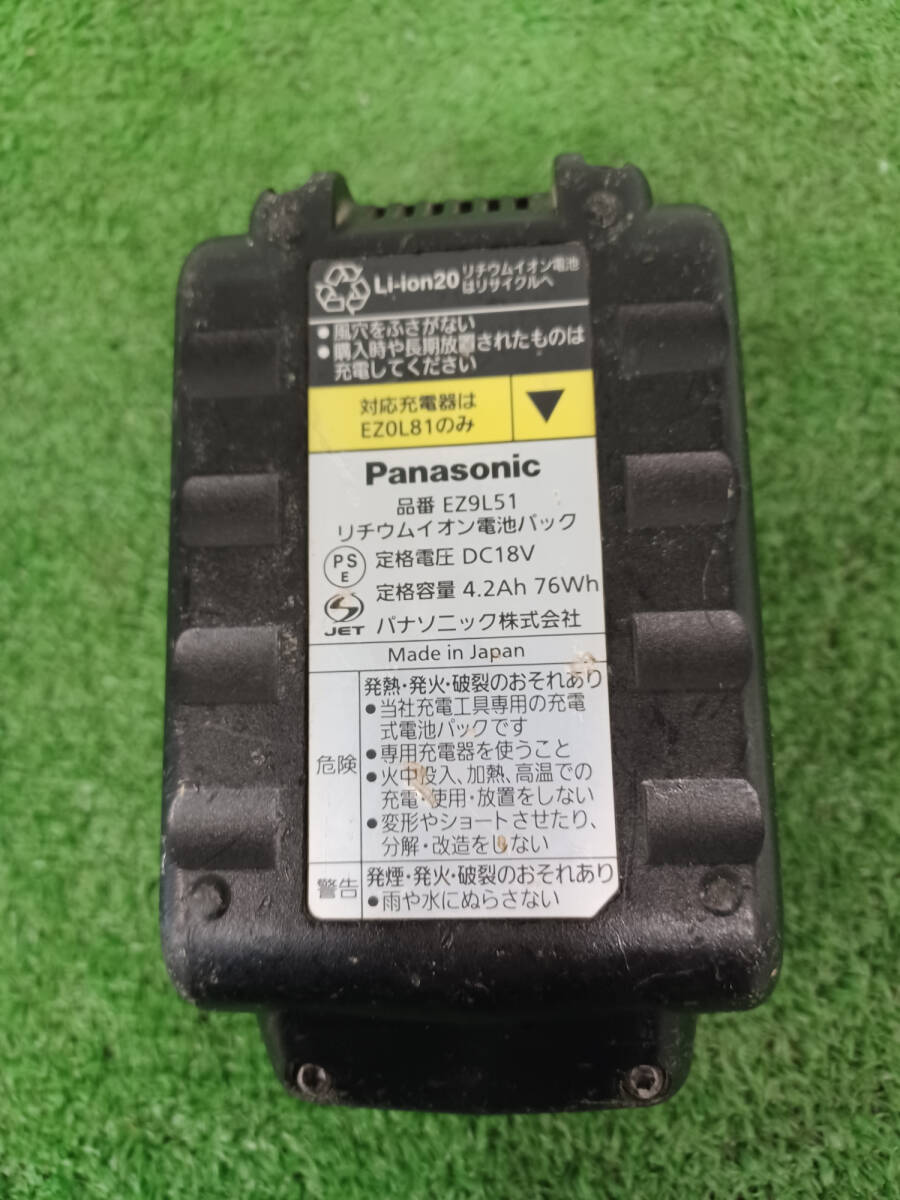 Li-ion20 リチウムイオン電池
はリサイクルへ
●風穴をふさがない
●購入時や長期放置されたものは
充電してください
対応充電器は
EZ0L81のみ
Panasonic
品番 EZ9L51
リチウムイオン電池パック
PS
E
定格電圧 DC18V
定格容量 4.2Ah 76Wh
JET パナソニック株式会社
Made in Japan
危険
発熱・発火・破裂のおそれあり
●当社充電工具専用の充電
式電池パックです
●専用充電器を使うこと
●火中投入、加熱、高温での
充電・使用・放置をしない
●変形やショートさせたり、
分解・改造をしない
警告
発煙・発火・破裂のおそれあり
●雨や水にぬらさない